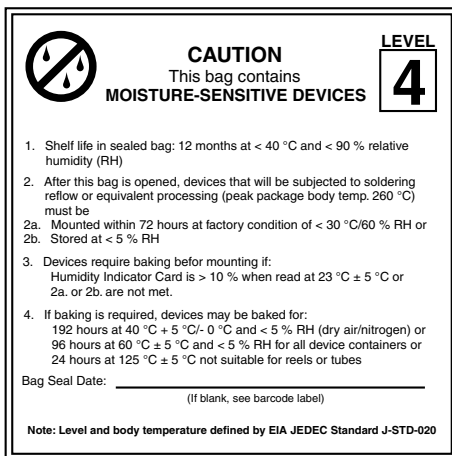 LEVEL
CAUTION
4
This bag contains
MOISTURE-SENSITIVE DEVICES
1. Shelf life in sealed bag: 12 months at < 40 °C and < 90 % relative
humidity (RH)
2. After this bag is opened, devices that will be subjected to soldering
reflow or equivalent processing (peak package body temp. 260 °C)
must be
2a. Mounted within 72 hours at factory condition of < 30 °C/60 % RH or
2b. Stored at < 5 % RH
3. Devices require baking befor mounting if:
Humidity Indicator Card is > 10 % when read at 23 °C ± 5 °C or
2a. or 2b. are not met.
4. If baking is required, devices may be baked for:
192 hours at 40 °C + 5 °C/- 0 °C and < 5 % RH (dry air/nitrogen) or
96 hours at 60 °C ± 5 °C and < 5 % RH for all device containers or
24 hours at 125 °C ± 5 °C not suitable for reels or tubes
Bag Seal Date:
(If blank, see barcode label)
Note: Level and body temperature defined by EIA JEDEC Standard J-STD-020